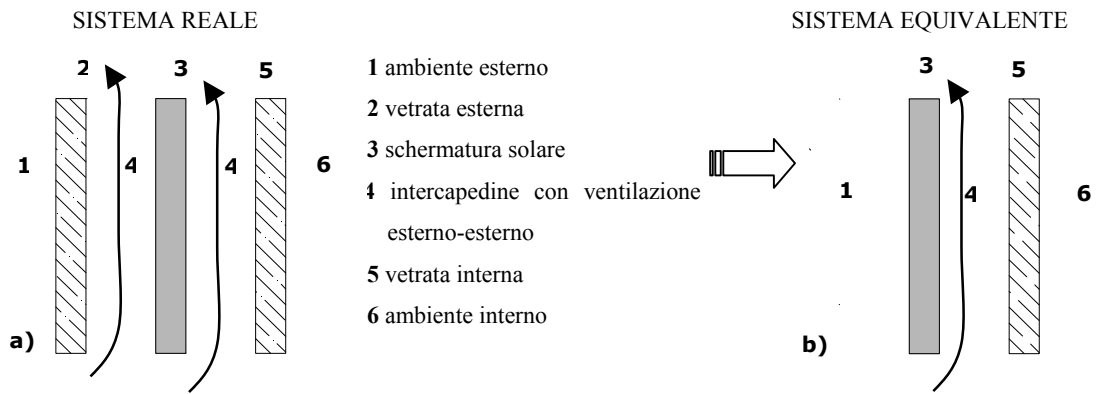 SISTEMA REALE
SISTEMA EQUIVALENTE
2 3 5
1 4 4 6
a)
1 ambiente esterno
2 vetrata esterna
3 schermatura solare
4 intercapedine con ventilazione
esterno-esterno
5 vetrata interna
6 ambiente interno
3 5
1 4 6
b)